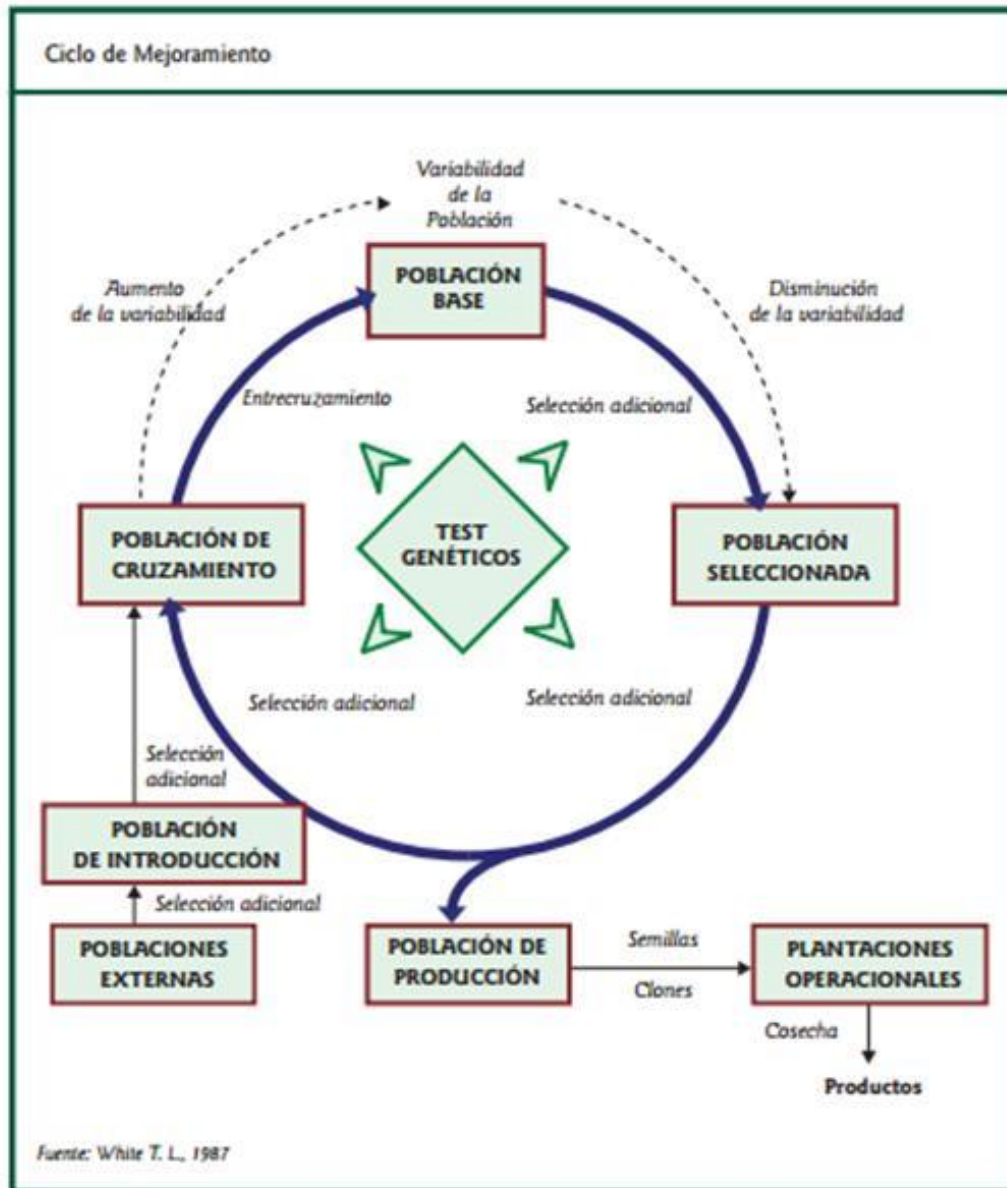 Ciclo de Mejoramiento
Variabilidad
de la
Población
POBLACIÓN
BASE
Aumento
de la variabilidad
Disminución
de la variabilidad
Entrecruzamiento
Selección adicional
POBLACIÓN DE
CRUZAMIENTO
TEST
GENÉTICOS
POBLACIÓN
SELECCIONADA
Selección adicional
Selección adicional
Selección
adicional
POBLACIÓN
DE INTRODUCCIÓN
Selección adicional
POBLACIONES
EXTERNAS
POBLACIÓN DE
PRODUCCIÓN
Semillas
Clones
PLANTACIONES
OPERACIONALES
Cosecha
Productos
Fuente: White T. L., 1987